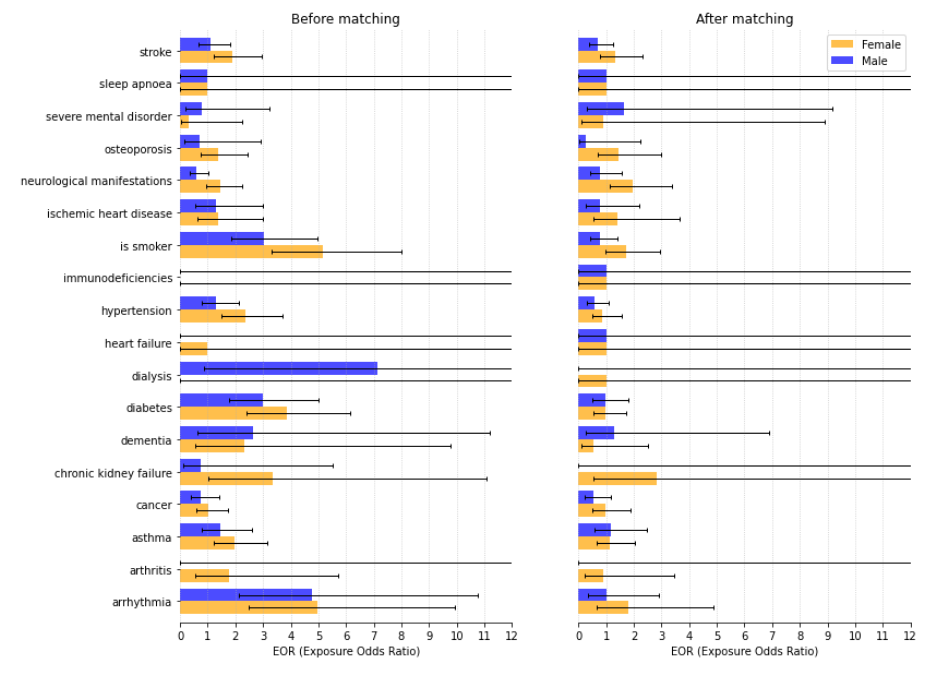 Before matching
After matching
Female
Male
stroke
sleep apnoea
severe mental disorder
osteoporosis
neurological manifestations
ischemic heart disease
is smoker
immunodeficiencies
hypertension
heart failure
dialysis
diabetes
dementia
chronic kidney failure
cancer
asthma
arthritis
arrhythmia
0 1 2 3 4 5 6 7 8 9 10 11 12
0 1 2 3 4 5 6 7 8 9 10 11 12
EOR (Exposure Odds Ratio)
EOR (Exposure Odds Ratio)